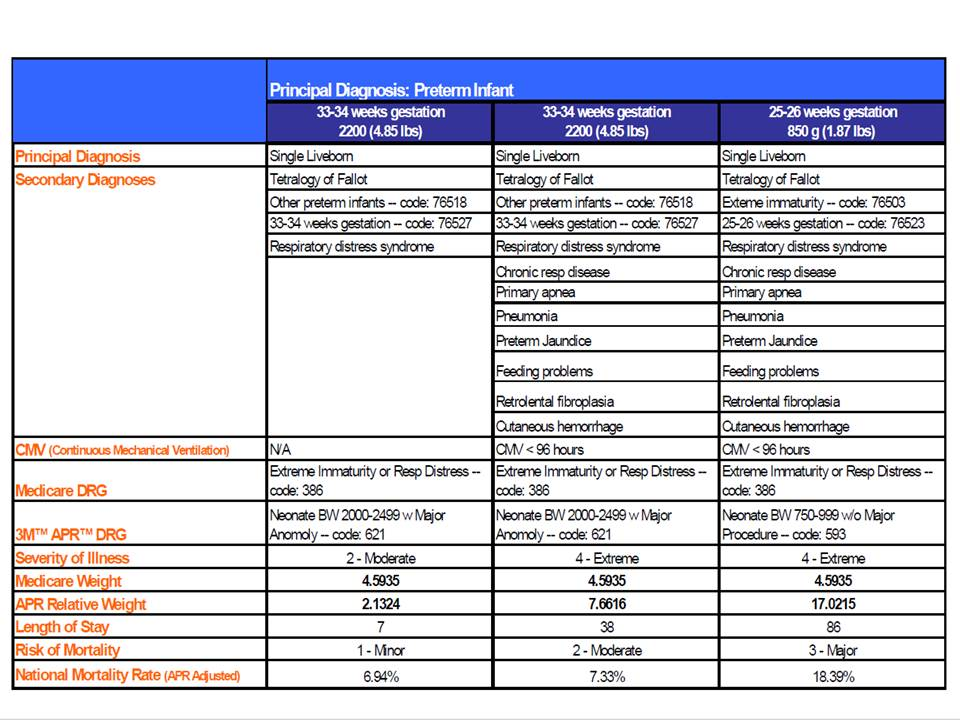 Principal Diagnosis: Preterm Infant
33-34 weeks gestation 33-34 weeks gestation 25-26 weeks gestation
2200 (4.85 lbs) 2200 (4.85 lbs) 850 g (1.87 lbs)
Principal Diagnosis Single Liveborn Single Liveborn Single Liveborn
Secondary Diagnoses Tetralogy of Fallot Tetralogy of Fallot Tetralogy of Fallot
Other preterm infants -- code: 76518 Other preterm infants -- code: 76518 Exteme immaturity -- code: 76503
33-34 weeks gestation -- code: 76527 33-34 weeks gestation -- code: 76527 25-26 weeks gestation -- code: 76523
Respiratory distress syndrome Respiratory distress syndrome Respiratory distress syndrome
Chronic resp disease Chronic resp disease
Primary apnea Primary apnea
Pneumonia Pneumonia
Preterm Jaundice Preterm Jaundice
Feeding problems Feeding problems
Retrolental fibroplasia Retrolental fibroplasia
Cutaneous hemorrhage Cutaneous hemorrhage
CMV (Continuous Mechanical Ventilation) N/A CMV < 96 hours CMV < 96 hours
Extreme Immaturity or Resp Distress -- Extreme Immaturity or Resp Distress -- Extreme Immaturity or Resp Distress --
Medicare DRG code: 386 code: 386 code: 386
Neonate BW 2000-2499 w Major Neonate BW 2000-2499 w Major Neonate BW 750-999 w/o Major
3M™ APR™ DRG Anomoly -- code: 621 Anomoly -- code: 621 Procedure -- code: 593
Severity of Illness 2 - Moderate 4 - Extreme 4 - Extreme
Medicare Weight 4.5935 4.5935 4.5935
APR Relative Weight 2.1324 7.6616 17.0215
Length of Stay 7 38 86
Risk of Mortality 1 - Minor 2 - Moderate 3 - Major
National Mortality Rate (APR Adjusted) 6.94% 7.33% 18.39%